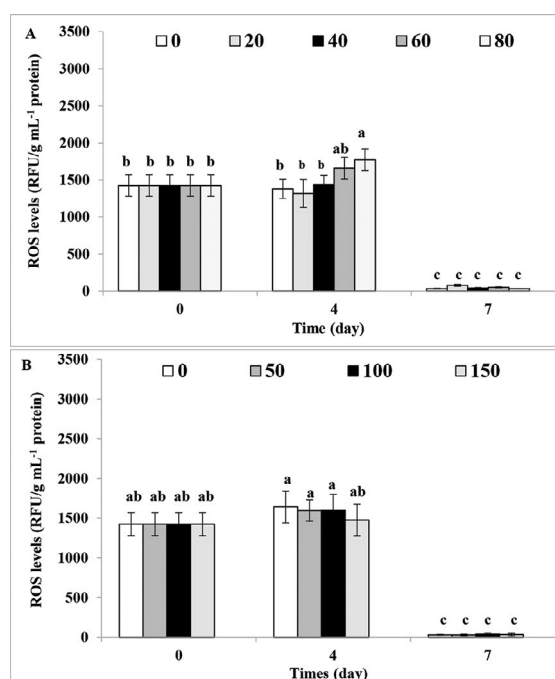 A
0 20 40 60 80
ROS levels (RFU/g mL⁻¹ protein)
3500
3000
2500
2000
1500
1000
500
0
b b b b b
b b b ab a
c c c c c
0 4 7
Time (day)
B
0 50 100 150
ROS levels (RFU/g mL⁻¹ protein)
3500
3000
2500
2000
1500
1000
500
0
ab ab ab ab
a a a ab
c c c c
0 4 7
Times (day)